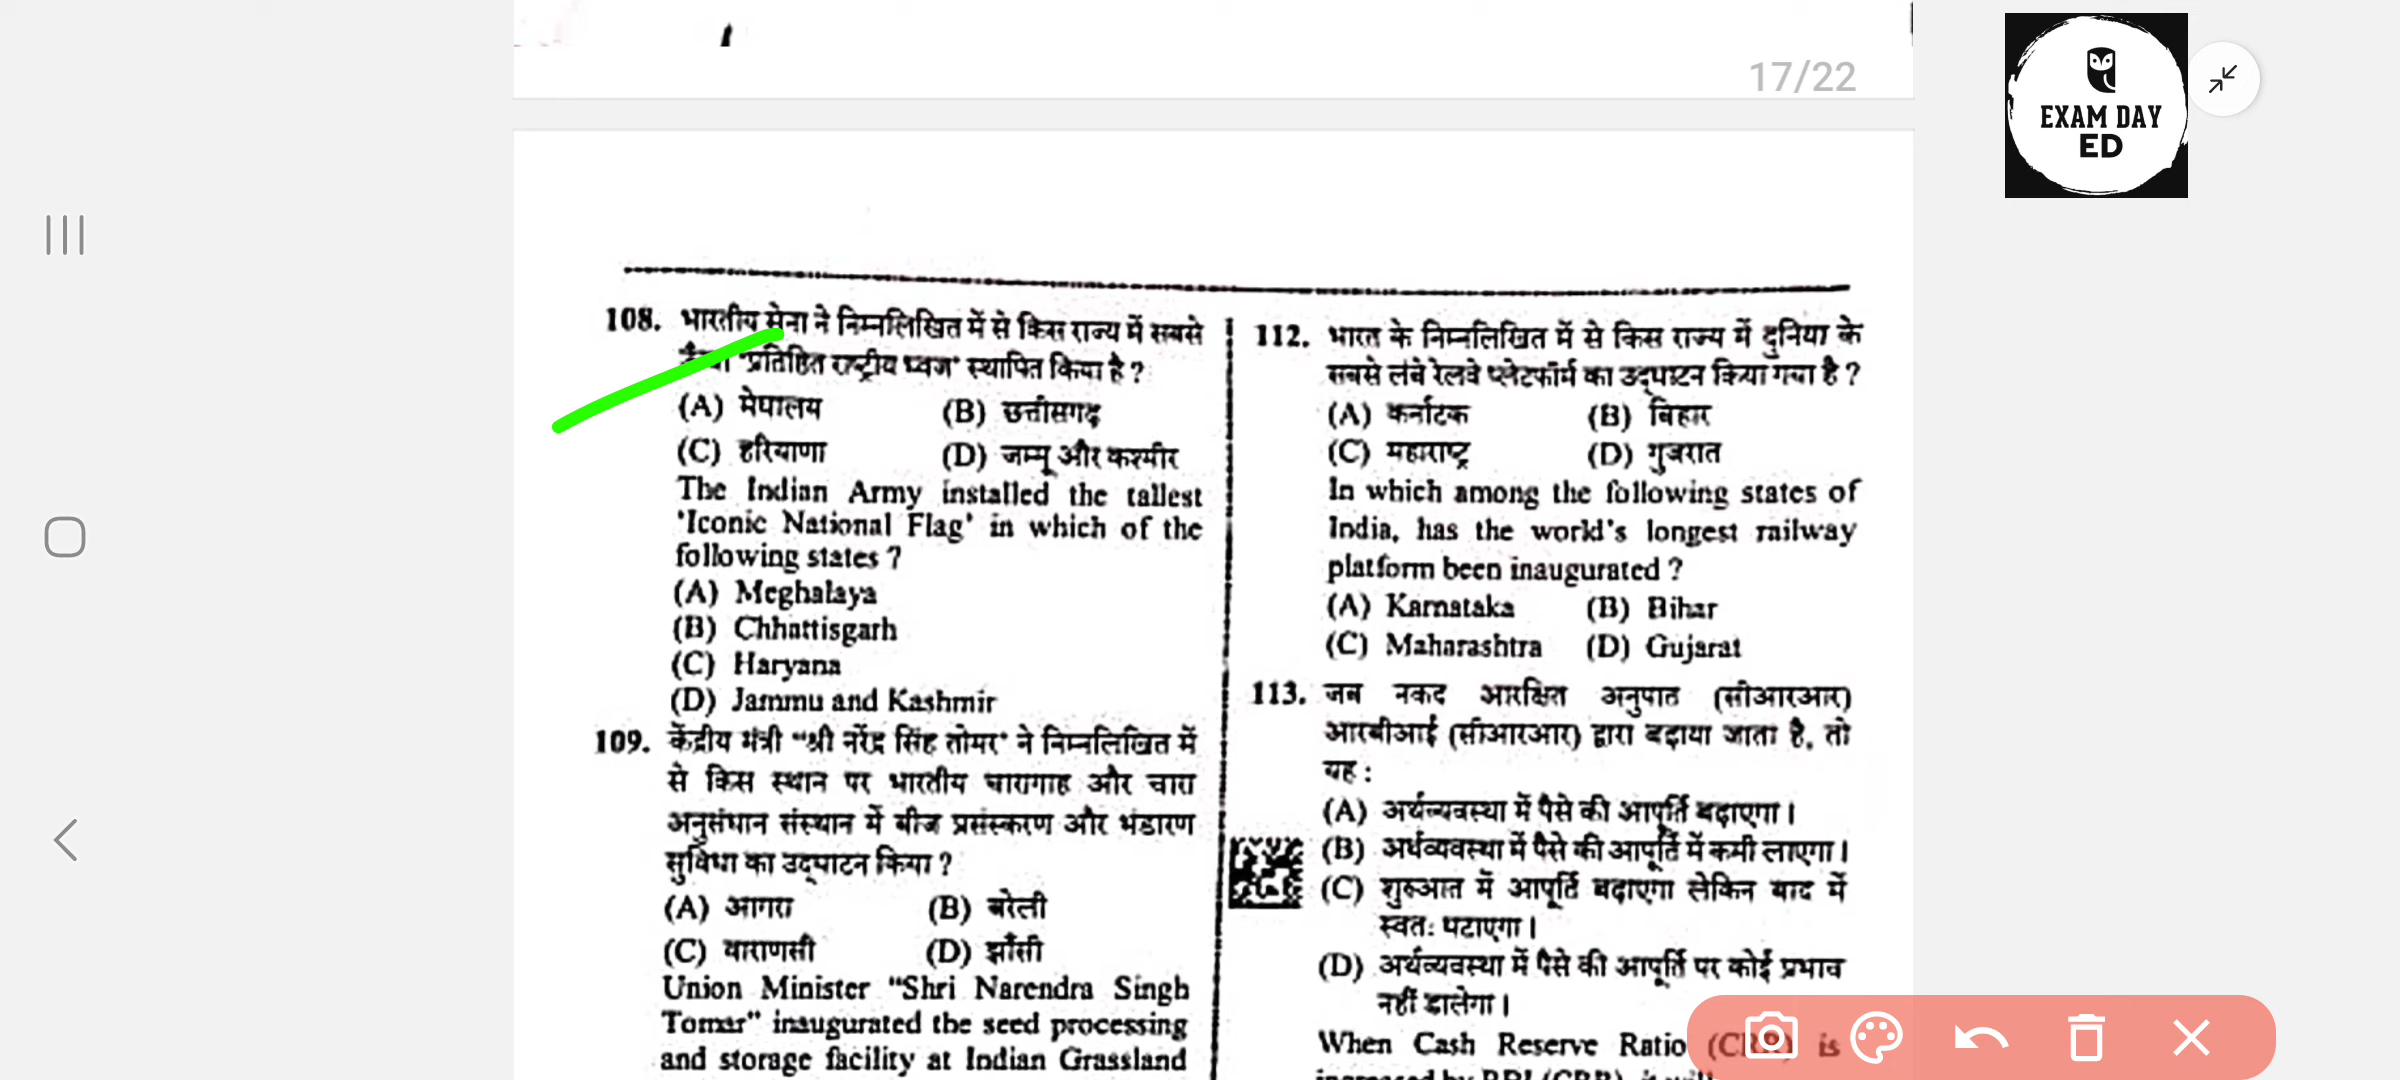 17/22
EXAM DAY
ED
108. भारतीय सेना ने निम्नलिखित में से किस राज्य में सबसे
ऊँचा "प्रतिष्ठित राष्ट्रीय ध्वज" स्थापित किया है ?
(A) मेघालय (B) छत्तीसगढ़
(C) हरियाणा (D) जम्मू और कश्मीर
The Indian Army installed the tallest
'Iconic National Flag' in which of the
following states ?
(A) Meghalaya
(B) Chhattisgarh
(C) Haryana
(D) Jammu and Kashmir
109. केंद्रीय मंत्री "श्री नरेंद्र सिंह तोमर" ने निम्नलिखित में
से किस स्थान पर भारतीय चारागाह और चारा
अनुसंधान संस्थान में बीज प्रसंस्करण और भंडारण
सुविधा का उद्घाटन किया ?
(A) आगरा (B) बरेली
(C) वाराणसी (D) झाँसी
Union Minister "Shri Narendra Singh
Tomar" inaugurated the seed processing
and storage facility at Indian Grassland
112. भारत के निम्नलिखित में से किस राज्य में दुनिया के
सबसे लंबे रेलवे प्लेटफॉर्म का उद्घाटन किया गया है ?
(A) कर्नाटक (B) बिहार
(C) महाराष्ट्र (D) गुजरात
In which among the following states of
India, has the world's longest railway
platform been inaugurated ?
(A) Karnataka (B) Bihar
(C) Maharashtra (D) Gujarat
113. जब नकद आरक्षित अनुपात (सीआरआर)
आरबीआई (सीआरआर) द्वारा बढ़ाया जाता है, तो
यह :
(A) अर्थव्यवस्था में पैसे की आपूर्ति बढ़ाएगा।
(B) अर्थव्यवस्था में पैसे की आपूर्ति में कमी लाएगा।
(C) शुरुआत में आपूर्ति बढ़ाएगा लेकिन बाद में
स्वतः घटाएगा।
(D) अर्थव्यवस्था में पैसे की आपूर्ति पर कोई प्रभाव
नहीं डालेगा।
When Cash Reserve Ratio (CRR) is
increased by RBI (CRR), it will